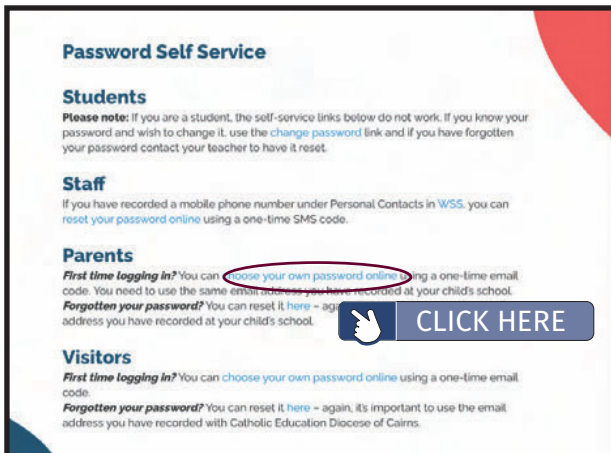 Password Self Service
Students
Please note: If you are a student, the self-service links below do not work. If you know your
password and wish to change it, use the change password link and if you have forgotten
your password contact your teacher to have it reset.
Staff
If you have recorded a mobile phone number under Personal Contacts in WSS, you can
reset your password online using a one-time SMS code.
Parents
First time logging in? You can choose your own password online using a one-time email
code. You need to use the same email address you have recorded at your child's school.
Forgotten your password? You can reset it here –
address you have recorded at your child's school.
CLICK HERE
Visitors
First time logging in? You can choose your own password online using a one-time email
code.
Forgotten your password? You can reset it here – again, it's important to use the email
address you have recorded with Catholic Education Diocese of Cairns.